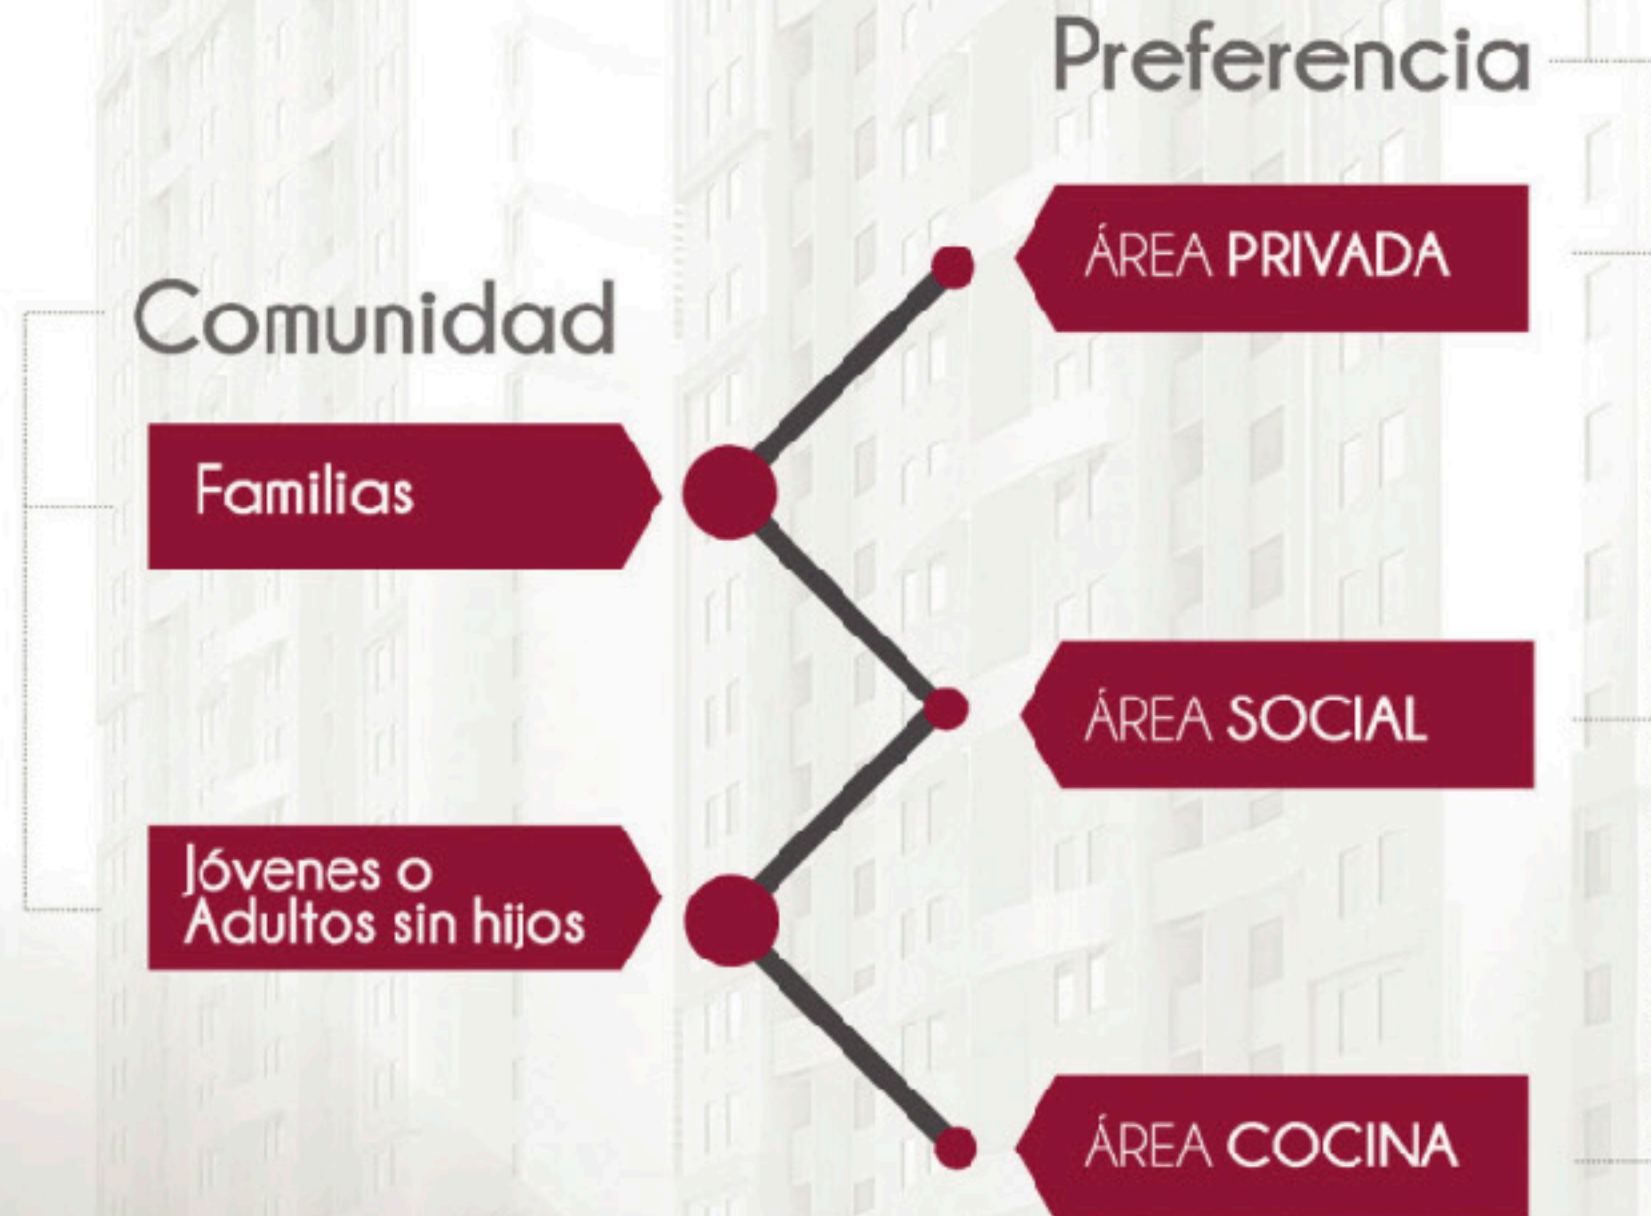 Preferencia
ÁREA PRIVADA
Comunidad
Familias
ÁREA SOCIAL
Jóvenes o
Adultos sin hijos
ÁREA COCINA